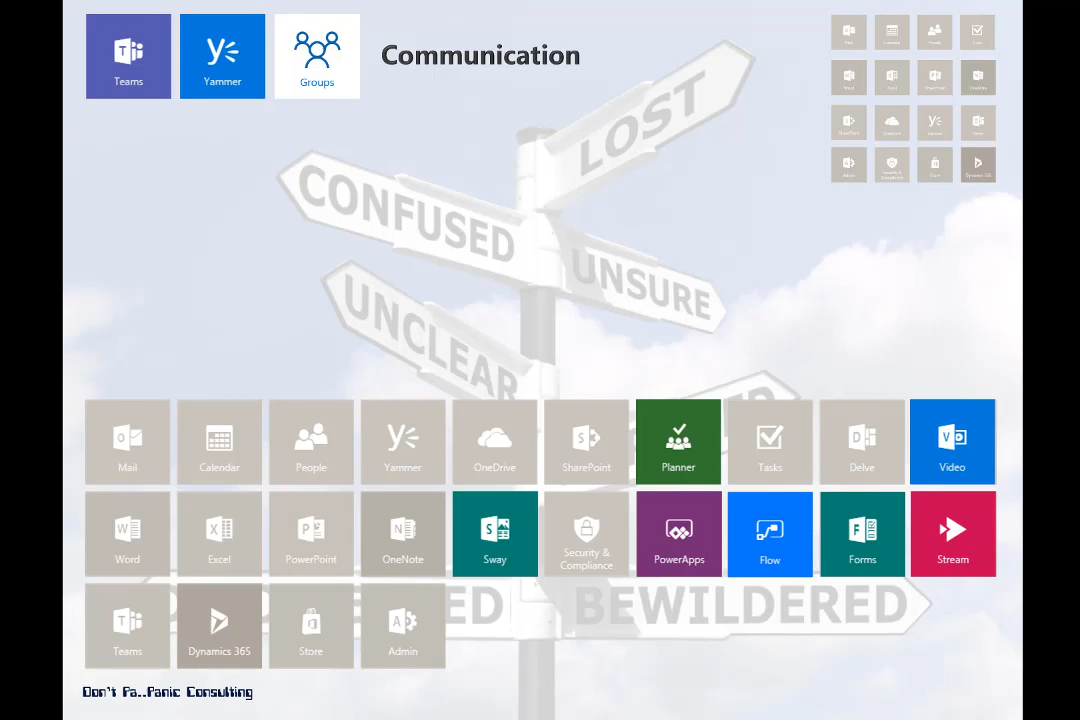 Teams
Yammer
Groups
Communication
LOST
CONFUSED
UNSURE
UNCLEAR
Mail
Calendar
People
Yammer
OneDrive
SharePoint
Planner
Tasks
Delve
Video
Word
Excel
PowerPoint
OneNote
Sway
Security &
Compliance
PowerApps
Flow
Forms
Stream
BEWILDERED
Teams
Dynamics 365
Store
Admin
Don't Pa..Panic Consulting